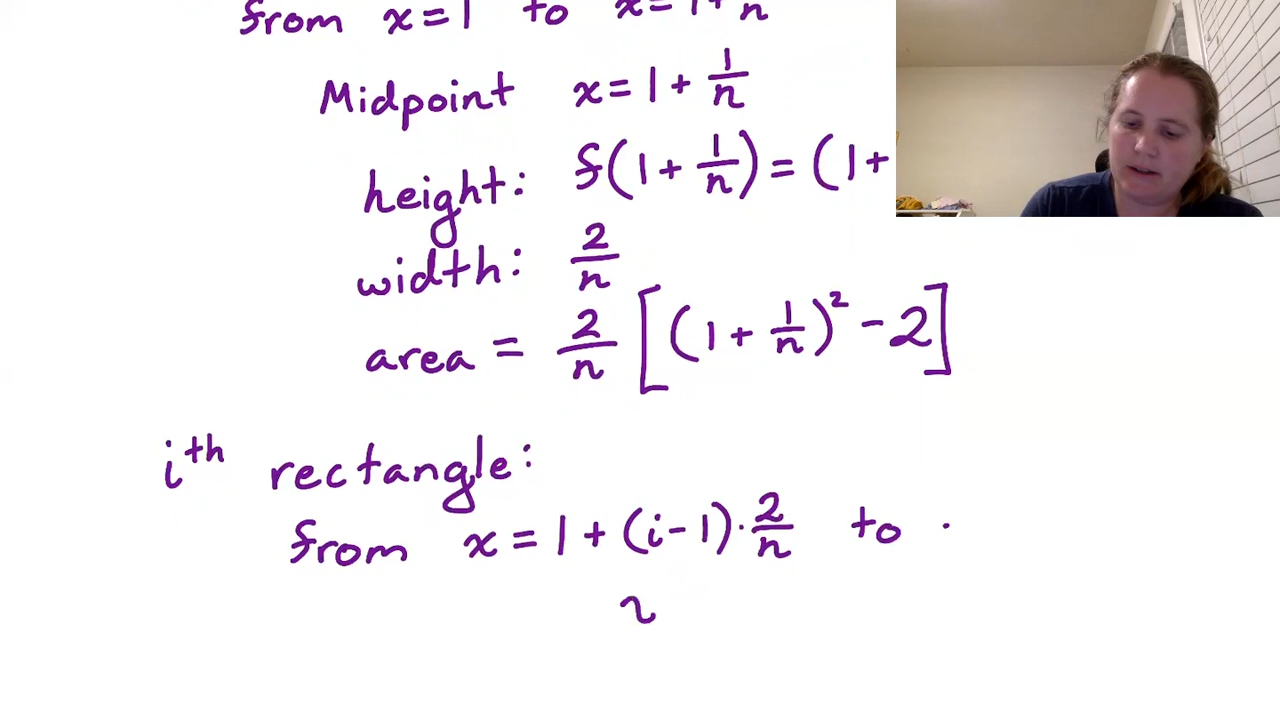 from x = 1 to x = 1 + 2/n
Midpoint x = 1 + 1/n
height: f(1 + 1/n) = (1 +
width: 2/n
area = 2/n [(1 + 1/n)² - 2]
iᵗʰ rectangle:
from x = 1 + (i - 1) · 2/n to